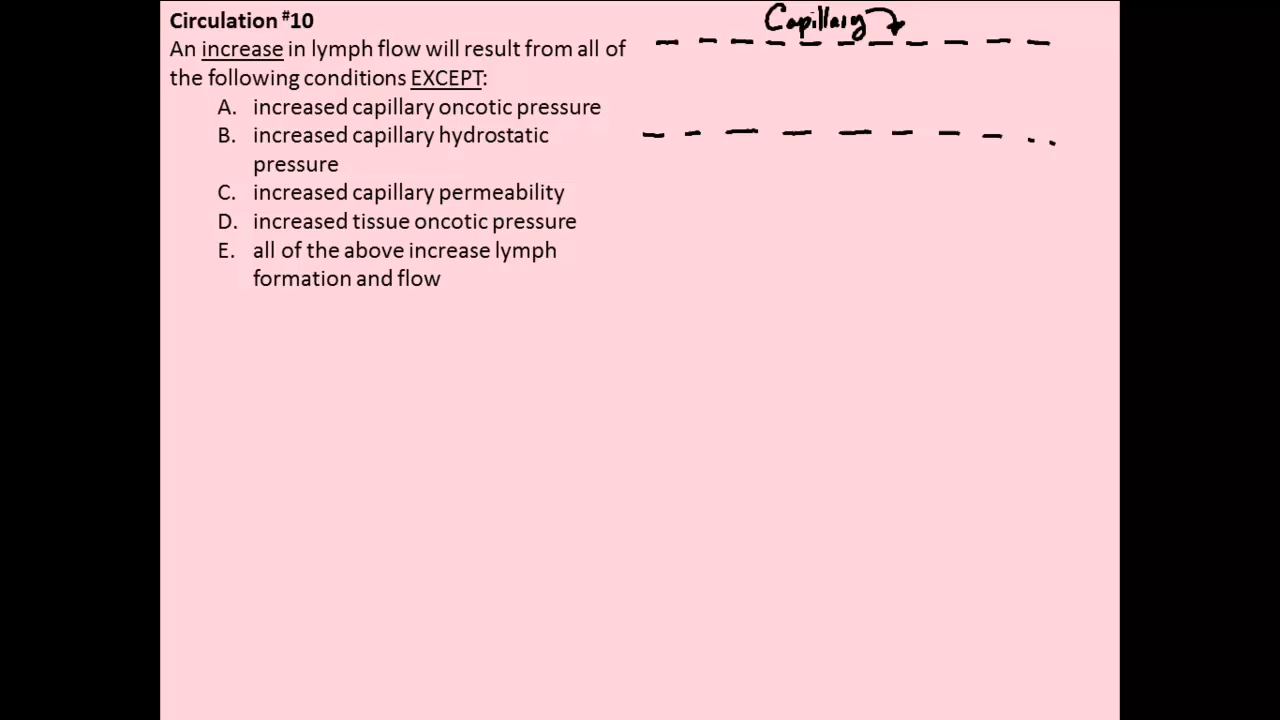 Circulation #10
Capillary
An increase in lymph flow will result from all of
the following conditions EXCEPT:
A. increased capillary oncotic pressure
B. increased capillary hydrostatic
pressure
C. increased capillary permeability
D. increased tissue oncotic pressure
E. all of the above increase lymph
formation and flow